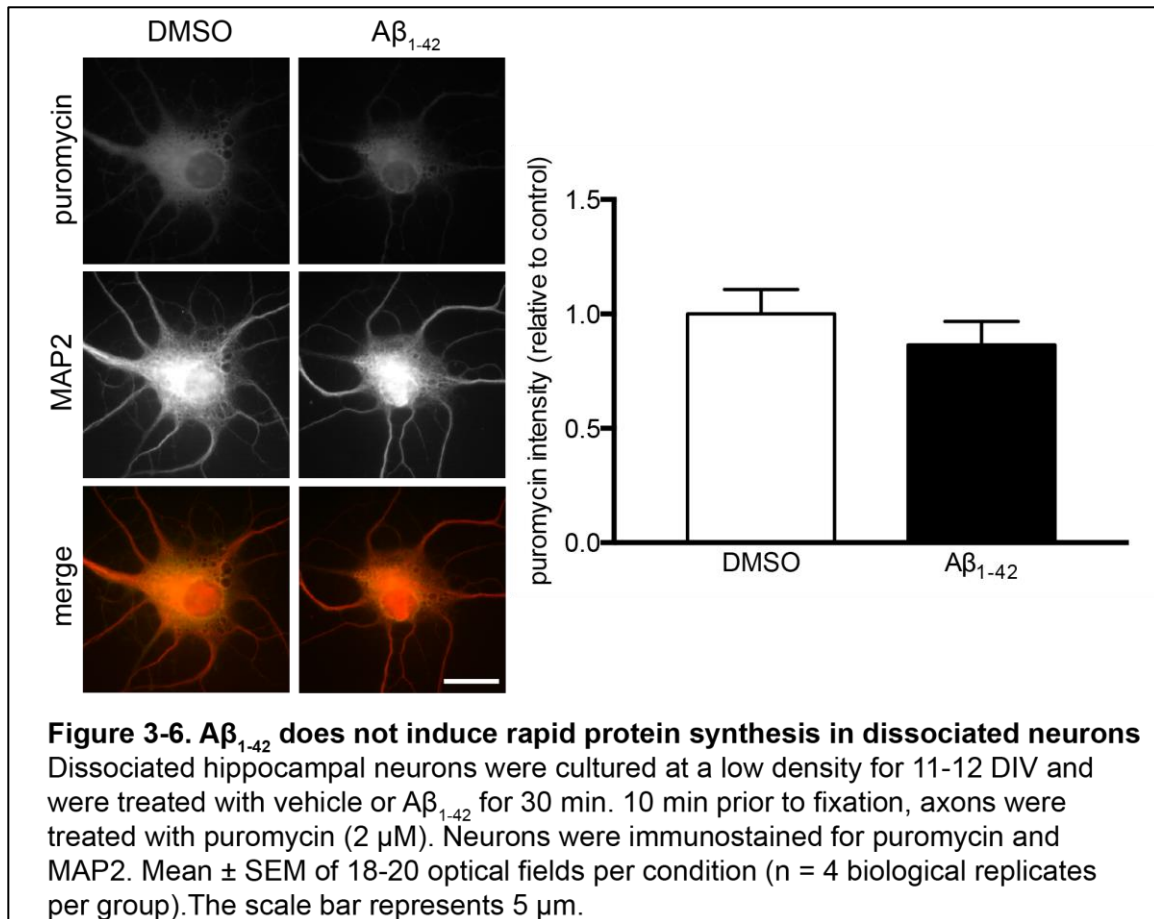 DMSO
Aβ1-42
puromycin
MAP2
merge
puromycin intensity (relative to control)
1.5
1.0
0.5
0.0
DMSO
Aβ1-42
Figure 3-6. Aβ1-42 does not induce rapid protein synthesis in dissociated neurons
Dissociated hippocampal neurons were cultured at a low density for 11-12 DIV and
were treated with vehicle or Aβ1-42 for 30 min. 10 min prior to fixation, axons were
treated with puromycin (2 µM). Neurons were immunostained for puromycin and
MAP2. Mean ± SEM of 18-20 optical fields per condition (n = 4 biological replicates
per group).The scale bar represents 5 µm.